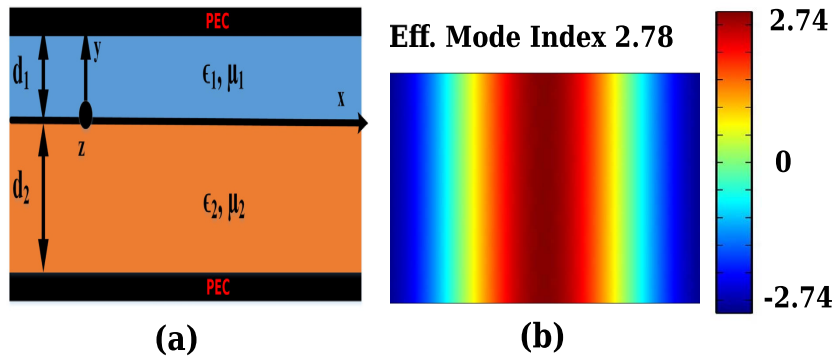 PEC
d1
y
ϵ1, μ1
x
z
d2
ϵ2, μ2
PEC
(a)
Eff. Mode Index 2.78
2.74
0
-2.74
(b)